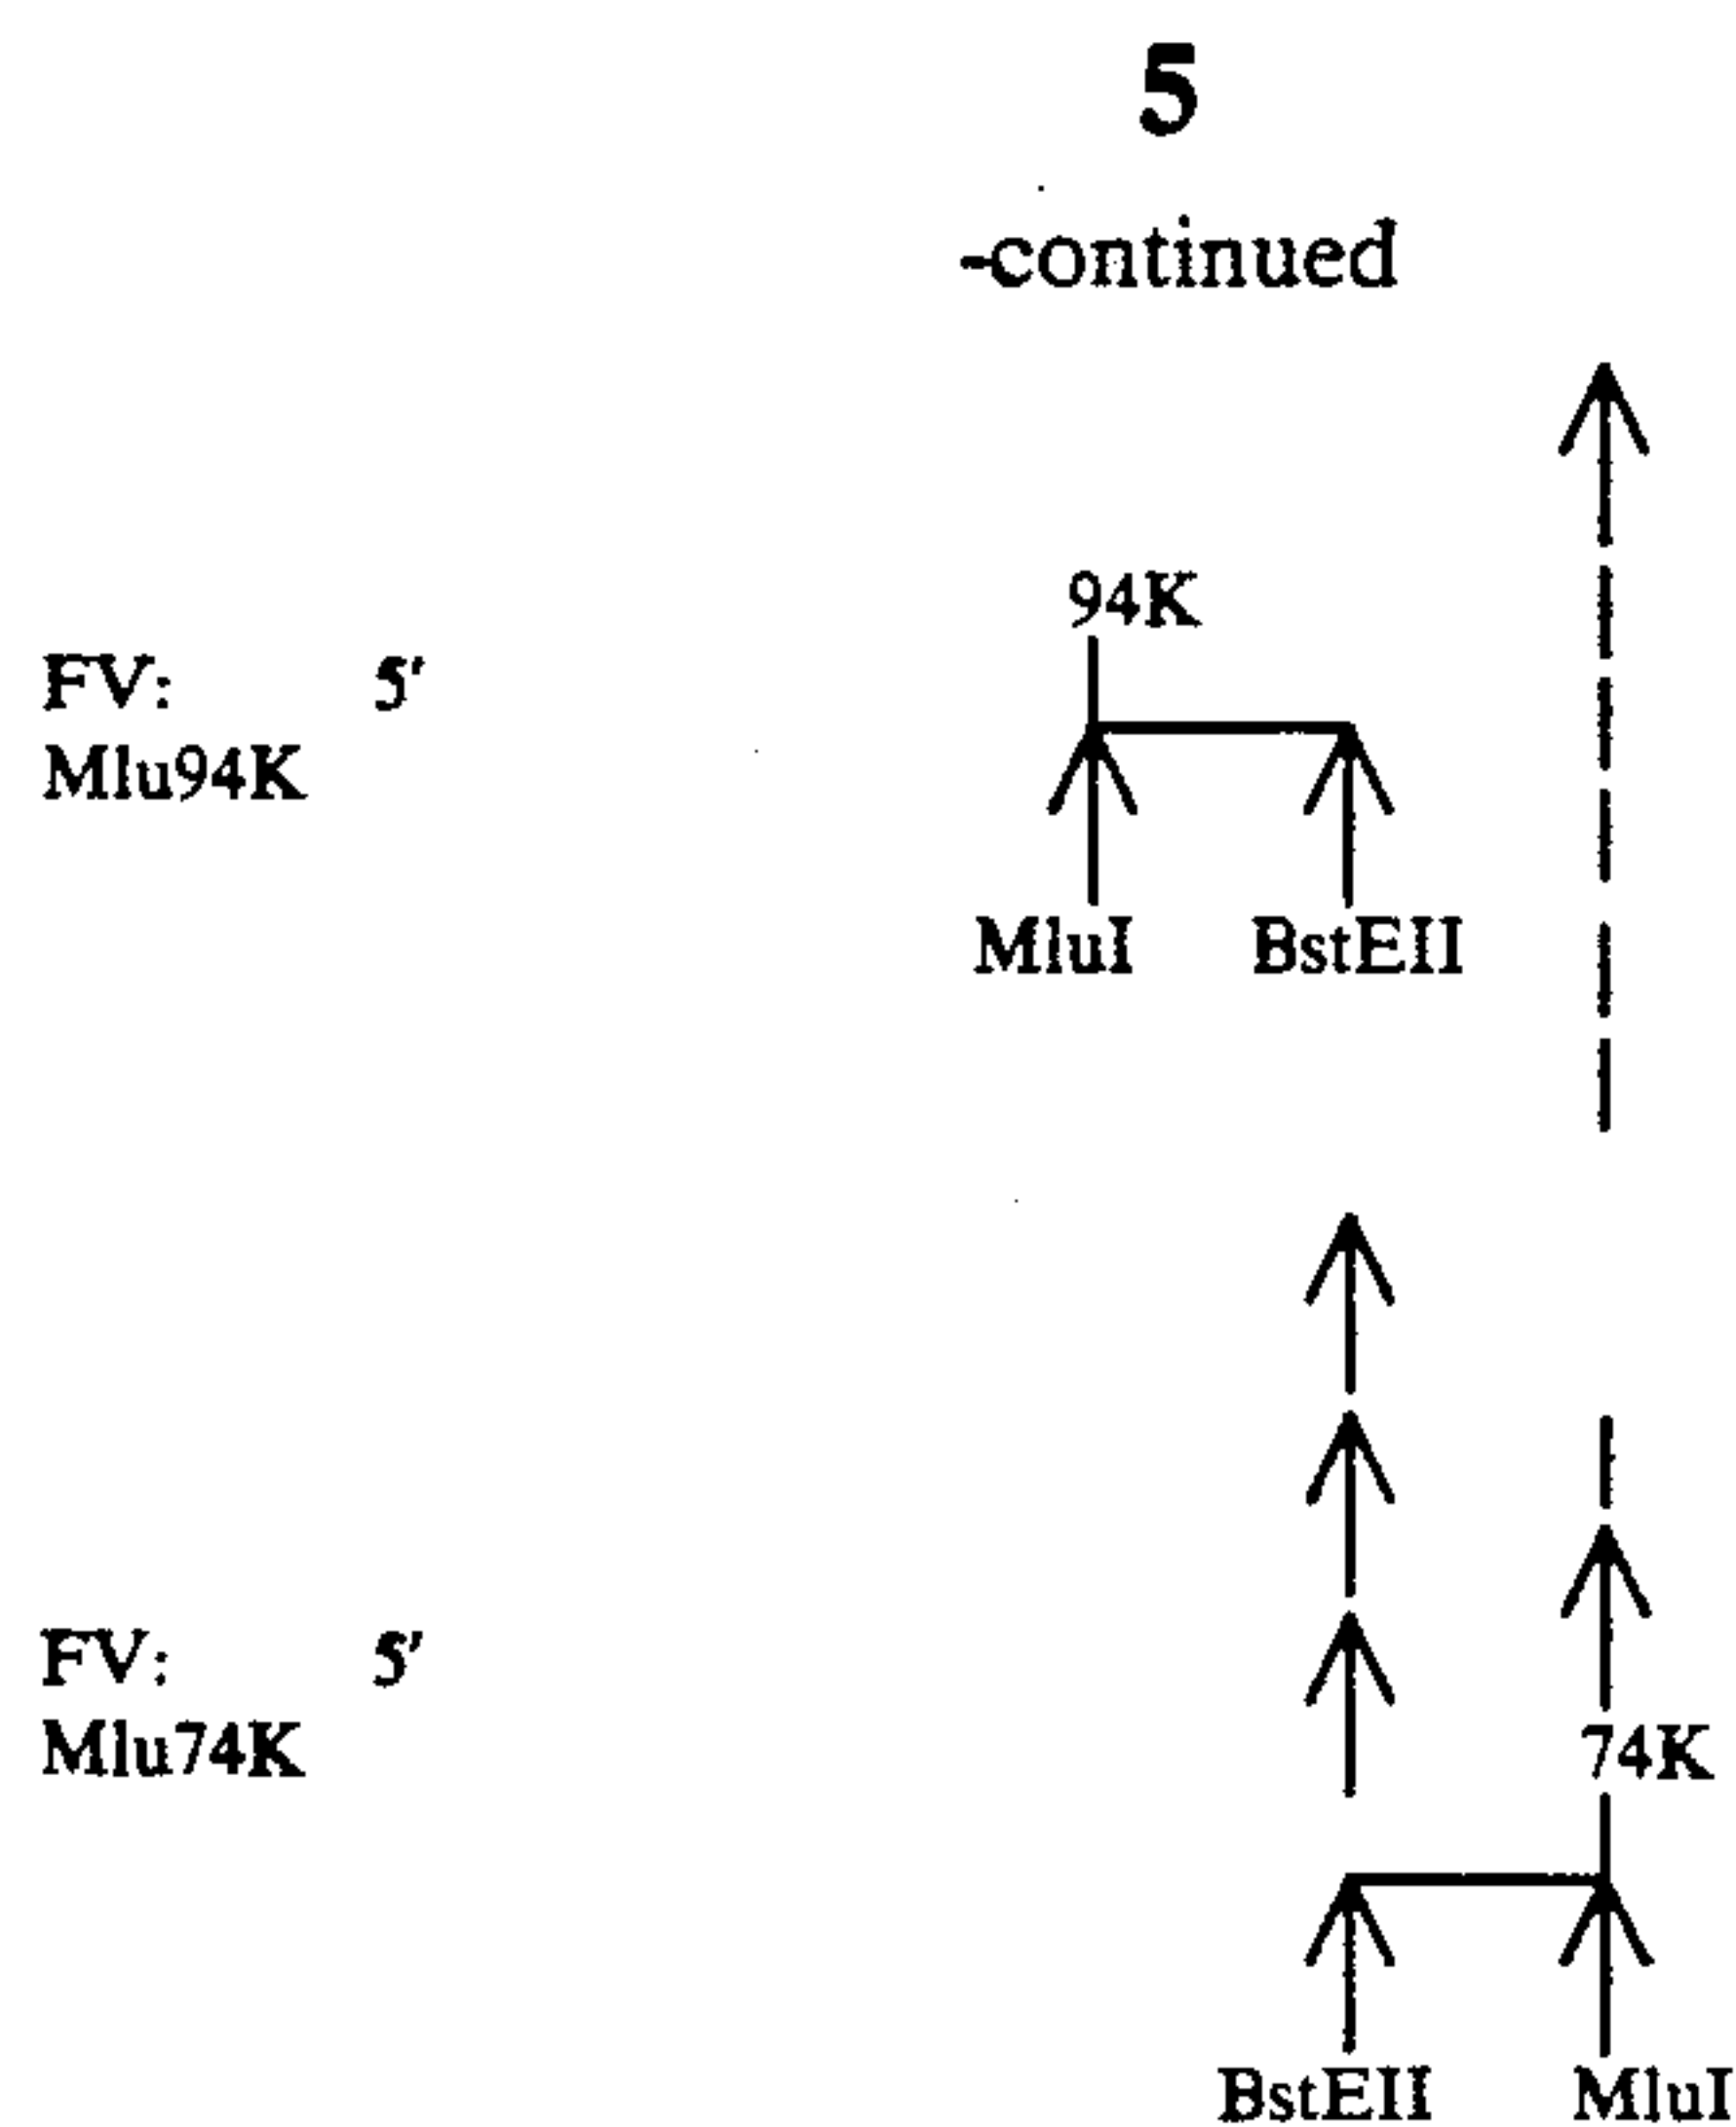 5
-continued
94K
FV: 5'
Mlu94K
MluI BstEII
FV: 5'
Mlu74K
74K
BstEII MluI